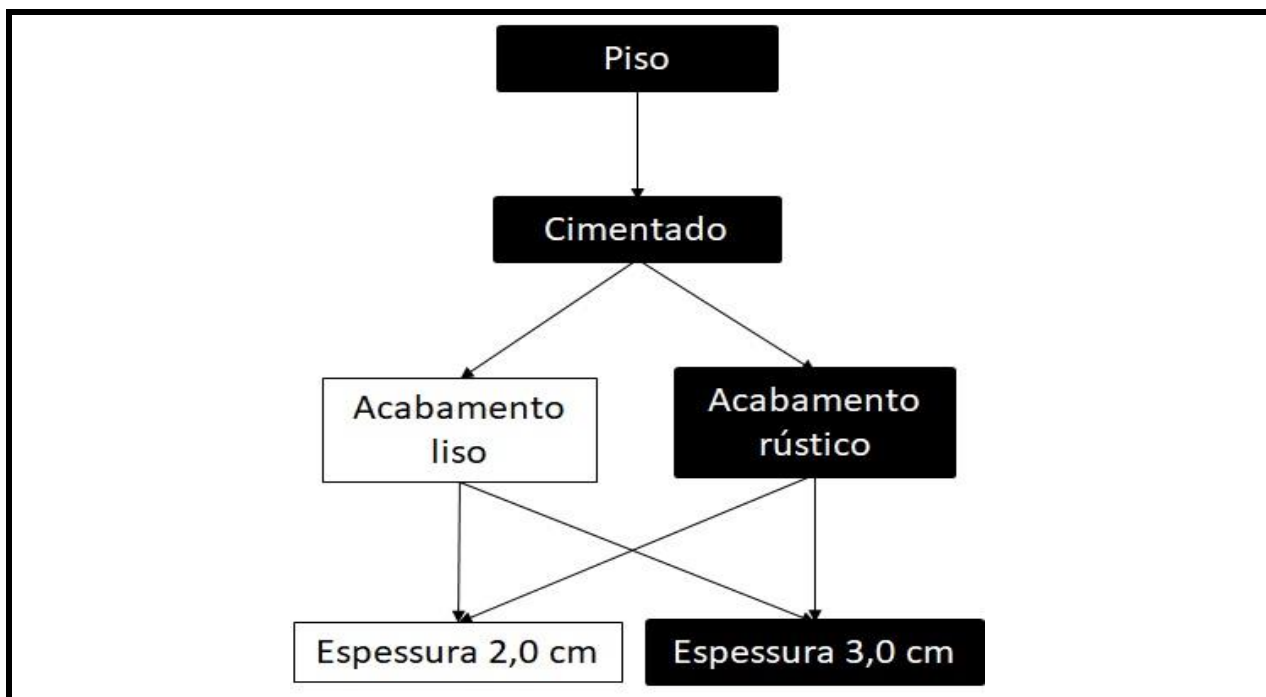 Piso
Cimentado
Acabamento
liso
Acabamento
rústico
Espessura 2,0 cm
Espessura 3,0 cm